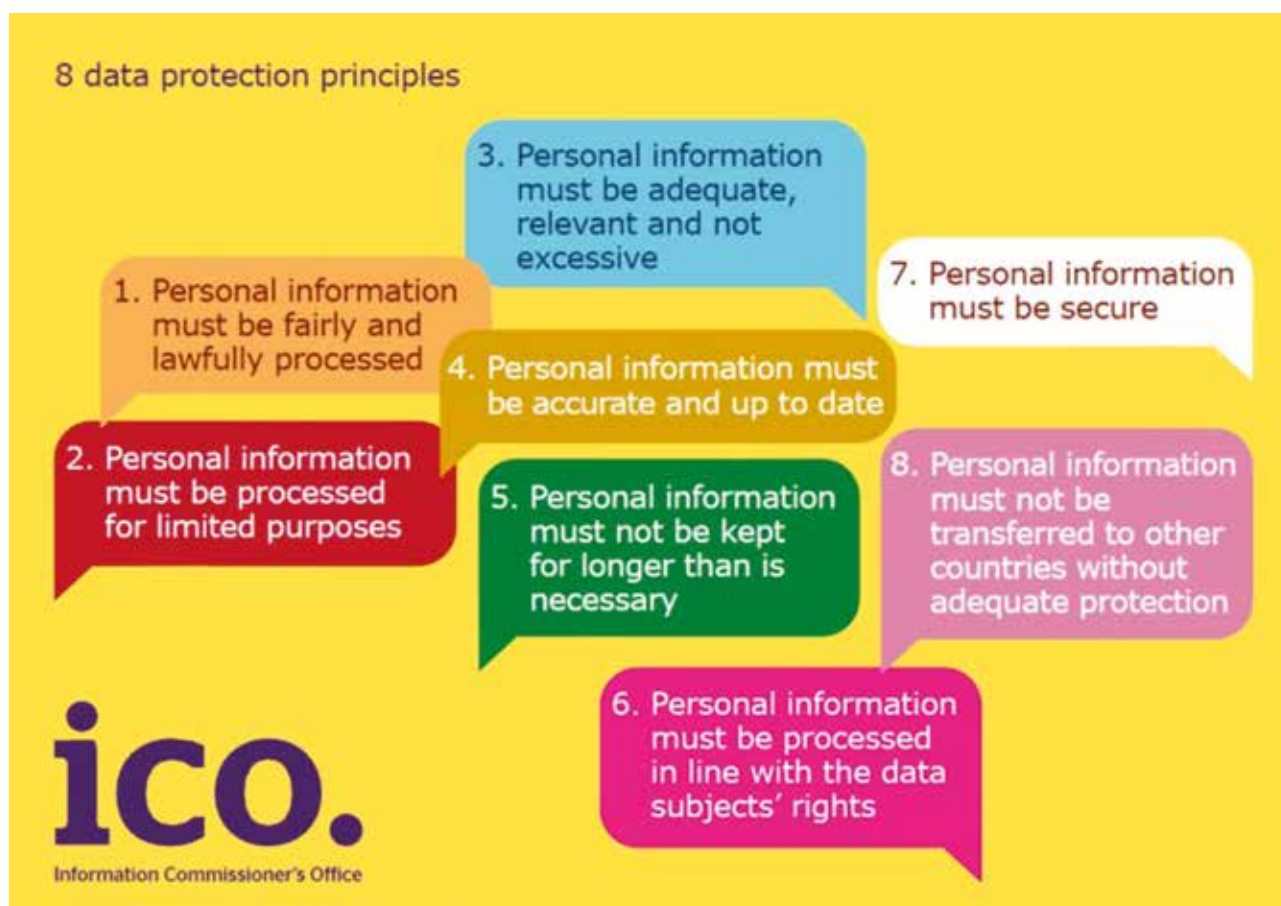 8 data protection principles
1. Personal information
must be fairly and
lawfully processed
2. Personal information
must be processed
for limited purposes
3. Personal information
must be adequate,
relevant and not
excessive
4. Personal information must
be accurate and up to date
5. Personal information
must not be kept
for longer than is
necessary
6. Personal information
must be processed
in line with the data
subjects’ rights
7. Personal information
must be secure
8. Personal information
must not be
transferred to other
countries without
adequate protection
ico.
Information Commissioner's Office